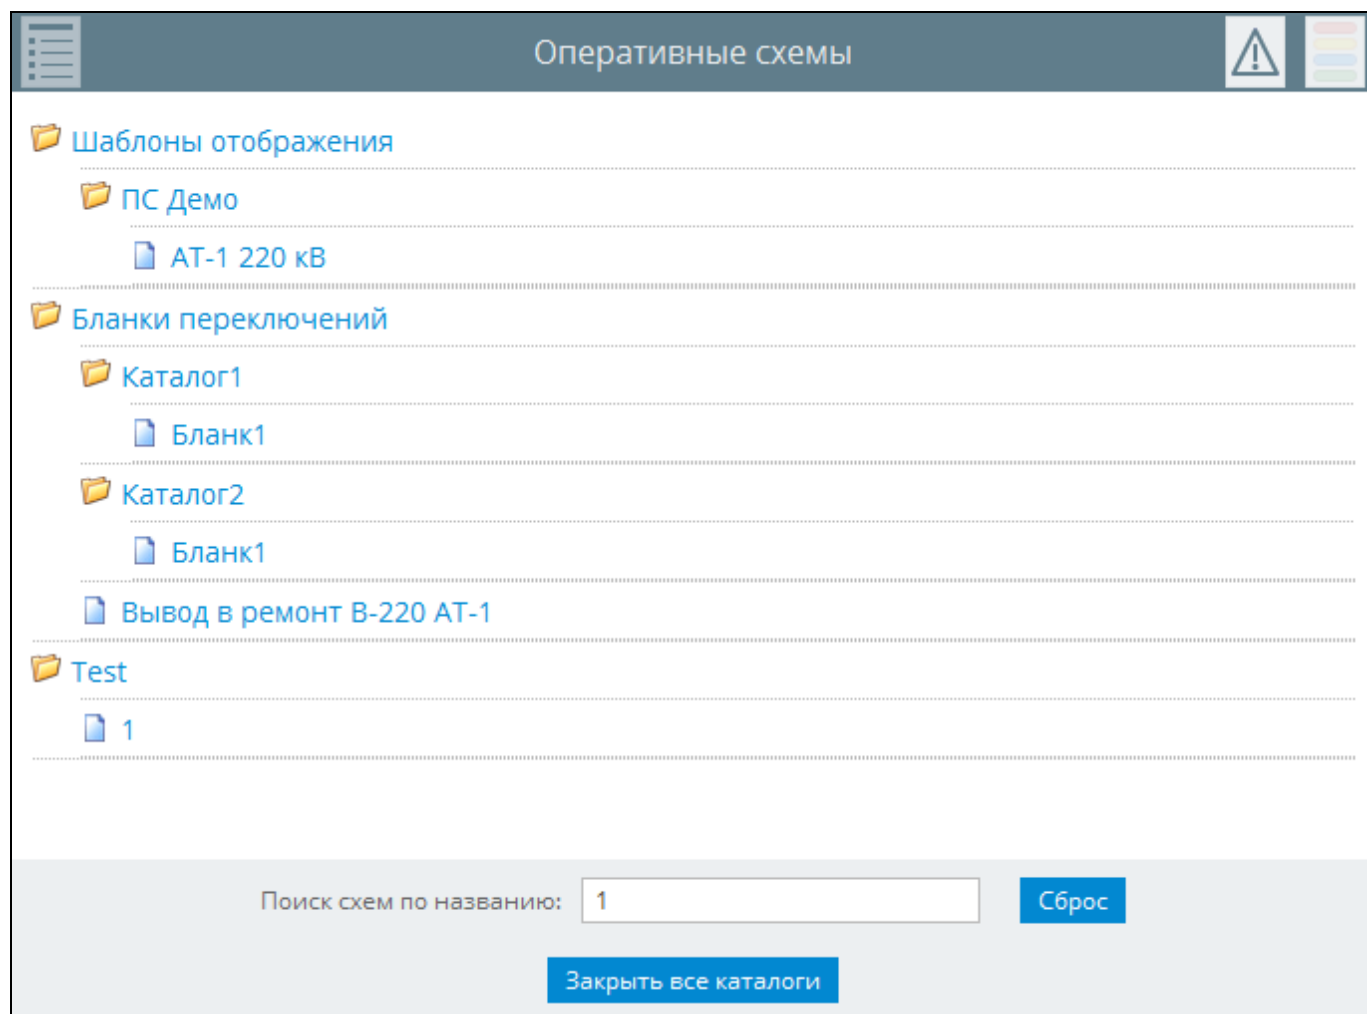 Оперативные схемы
Шаблоны отображения
ПС Демо
АТ-1 220 кВ
Бланки переключений
Каталог1
Бланк1
Каталог2
Бланк1
Вывод в ремонт В-220 АТ-1
Test
1
Поиск схем по названию: 1 Сброс
Закрыть все каталоги